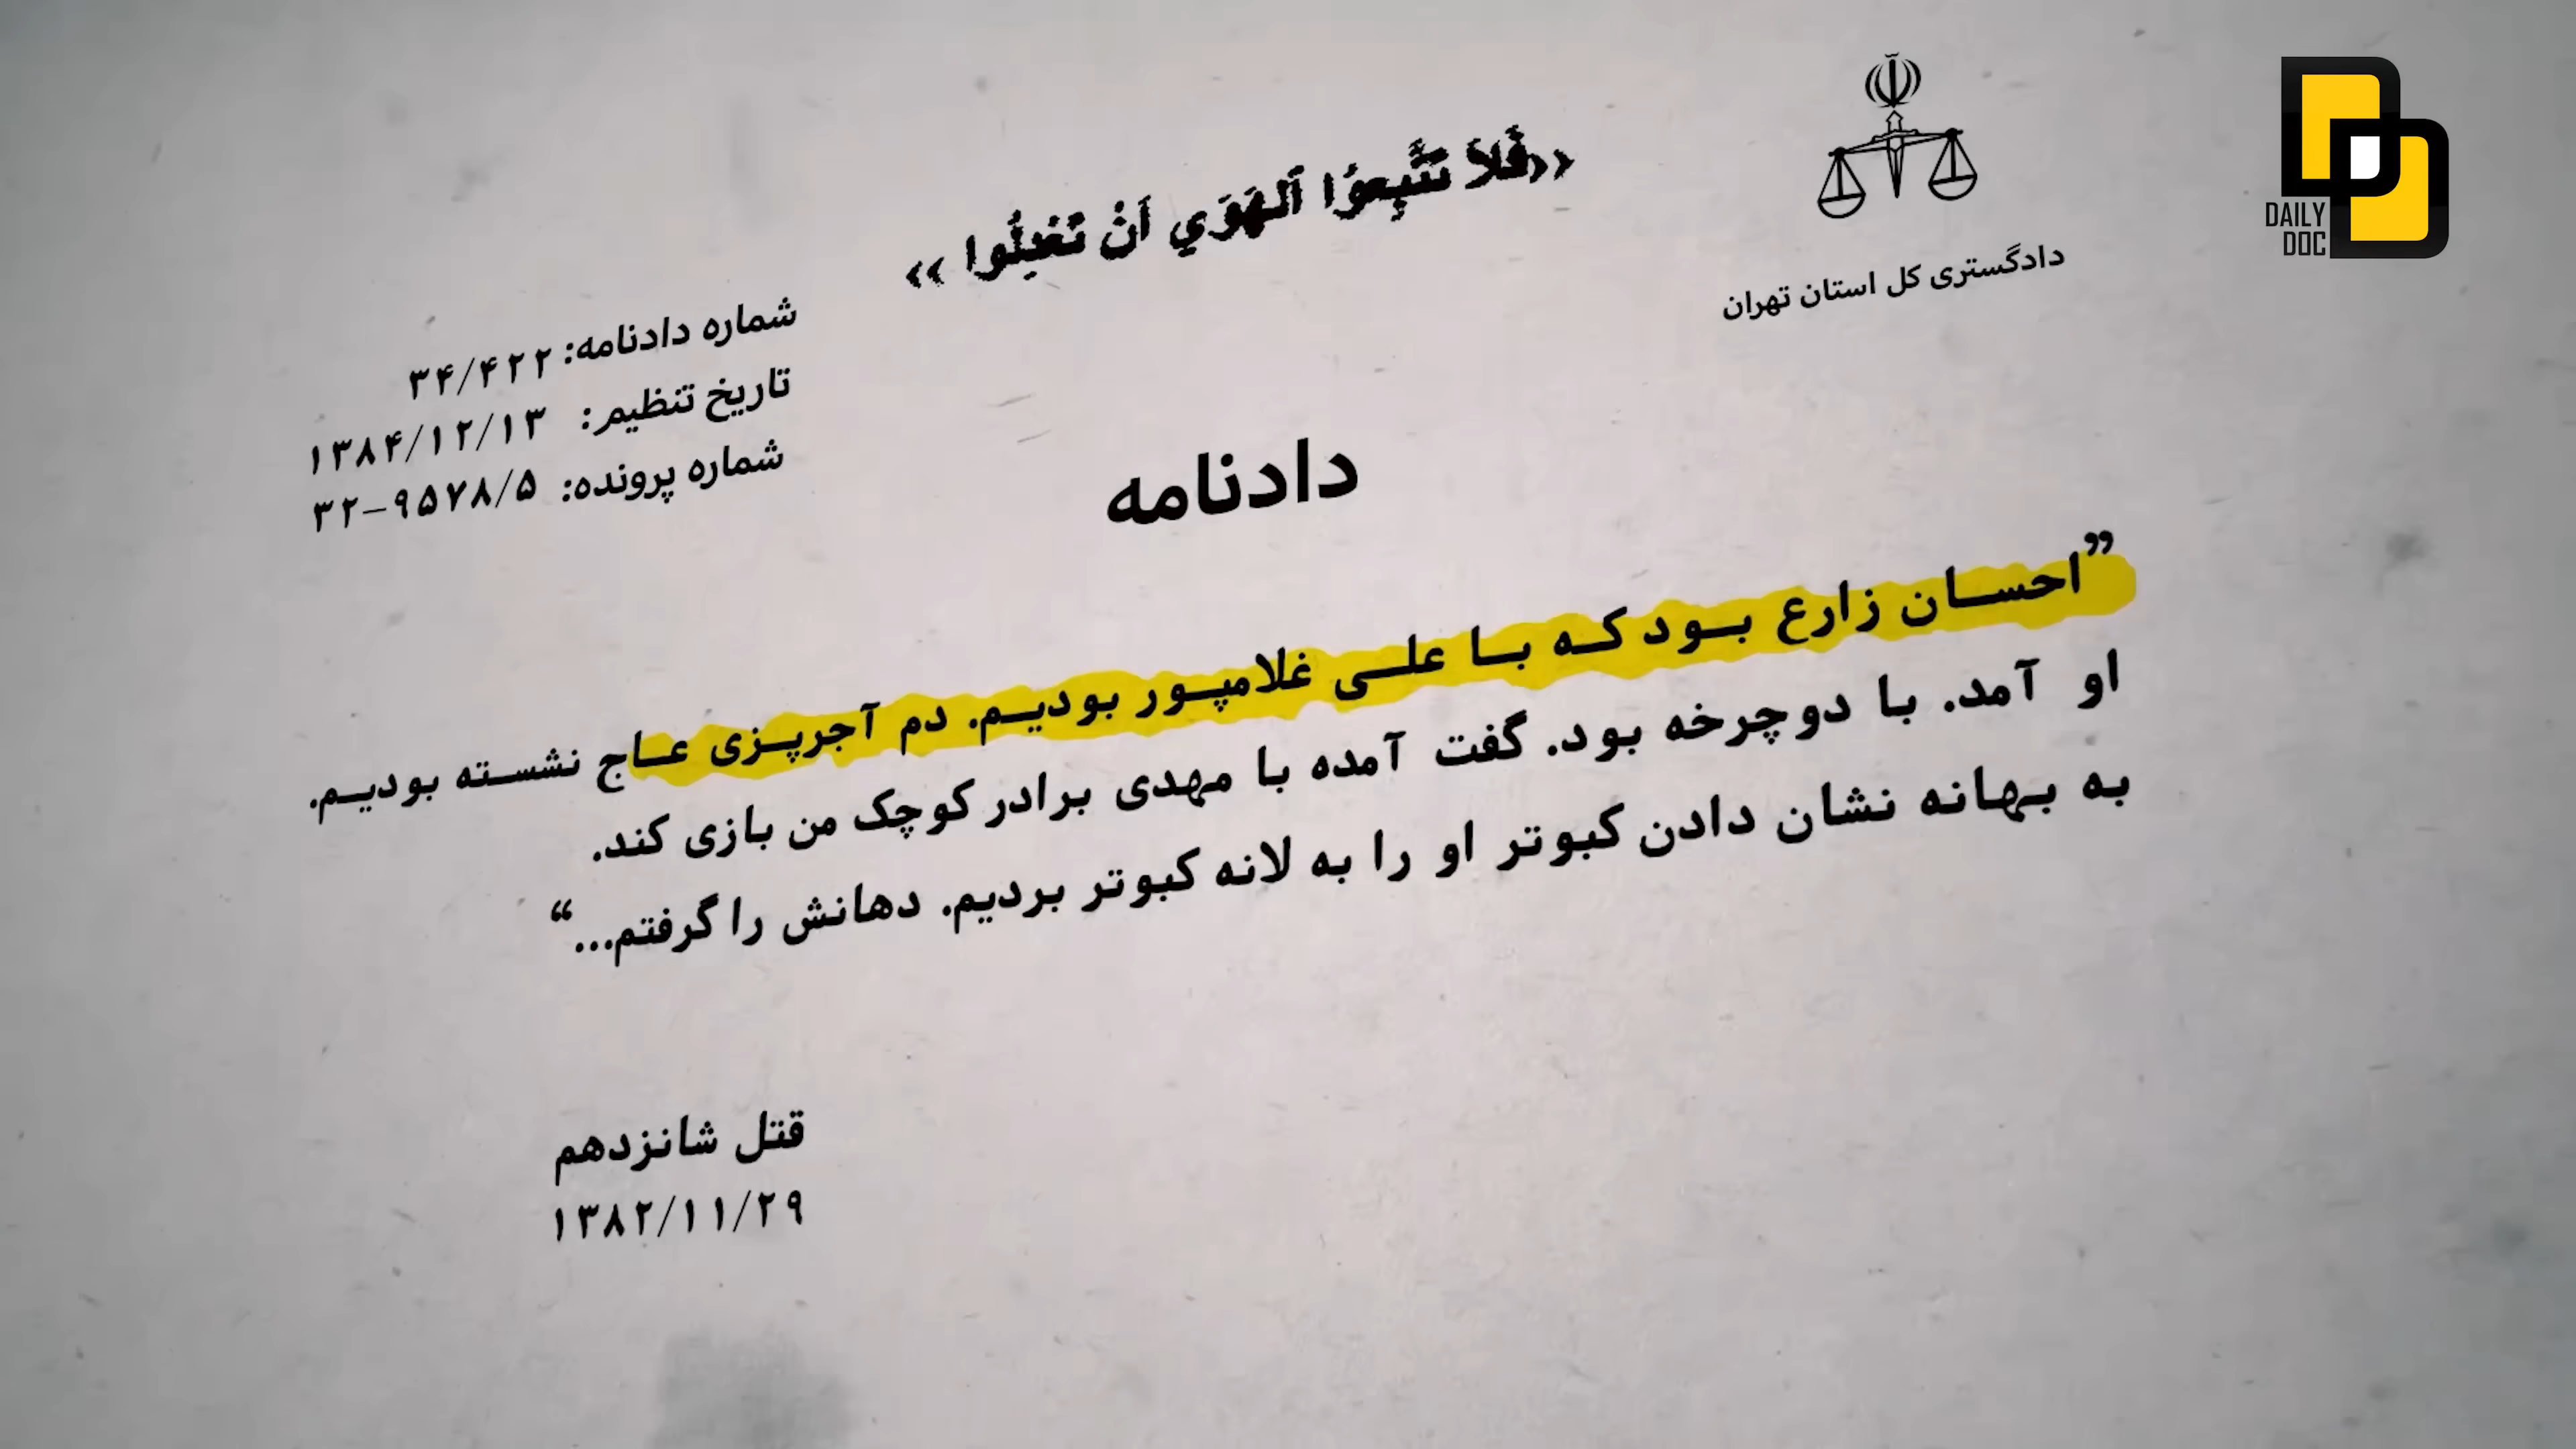 DAILY
DOC
«فَلاَ تَتَّبِعوُا اَلهَوَي اَنْ تَعْدِلُوا»
دادگستری کل استان تهران
شماره دادنامه: ۳۴/۴۲۲
تاریخ تنظیم: ۱۳۸۴/۱۲/۱۳
شماره پرونده: ۳۲-۹۵۷۸/۵
دادنامه
”احسان زارع بود که با علی غلامپور بودیم. دم آجرپزی عاج نشسته بودیم.
او آمد. با دوچرخه بود. گفت آمده با مهدی برادر کوچک من بازی کند.
به بهانه نشان دادن کبوتر او را به لانه کبوتر بردیم. دهانش را گرفتم...“
قتل شانزدهم
۱۳۸۲/۱۱/۲۹